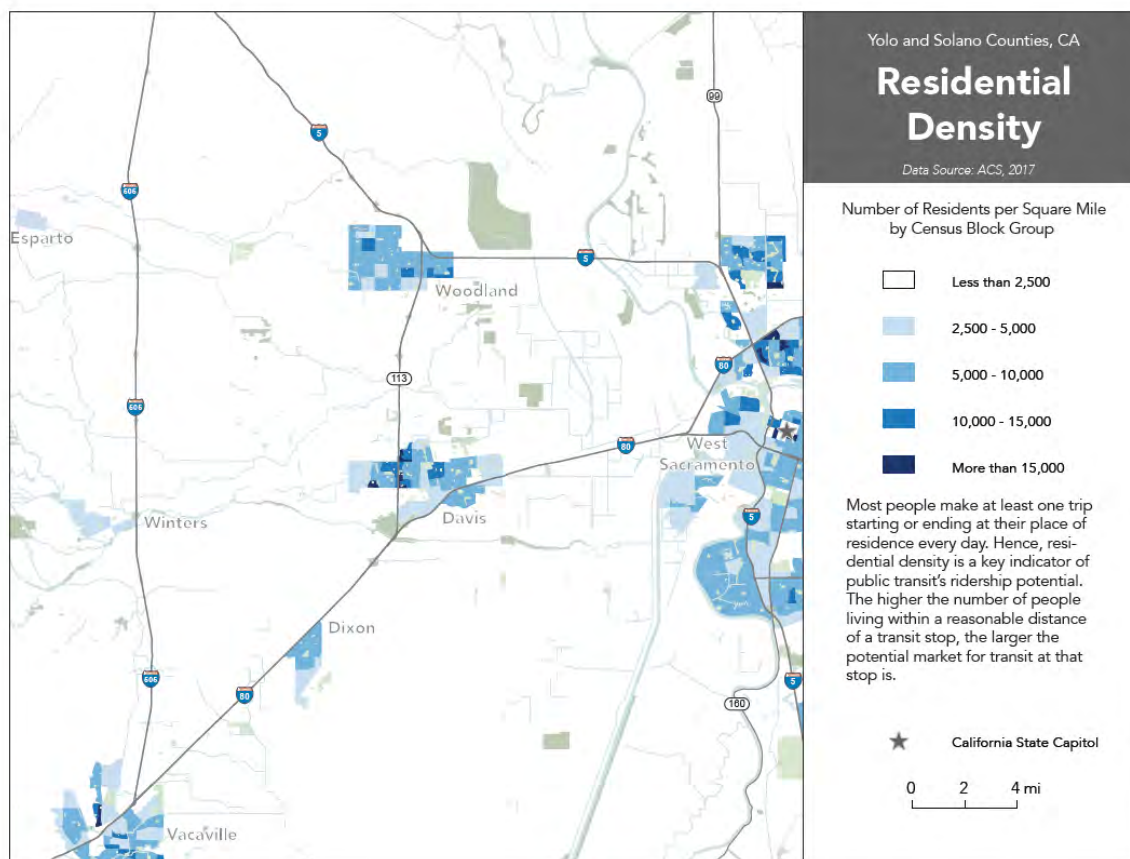 Yolo and Solano Counties, CA
Residential
Density
Data Source: ACS, 2017
Number of Residents per Square Mile
by Census Block Group
Less than 2,500
2,500 - 5,000
5,000 - 10,000
10,000 - 15,000
More than 15,000
Most people make at least one trip
starting or ending at their place of
residence every day. Hence, resi-
dential density is a key indicator of
public transit's ridership potential.
The higher the number of people
living within a reasonable distance
of a transit stop, the larger the
potential market for transit at that
stop is.
California State Capitol
0 2 4 mi
99
5
606
Esparto
5
Woodland
80
113
606
80
West
Sacramento
Winters
Davis
5
Dixon
606
80
5
160
Vacaville